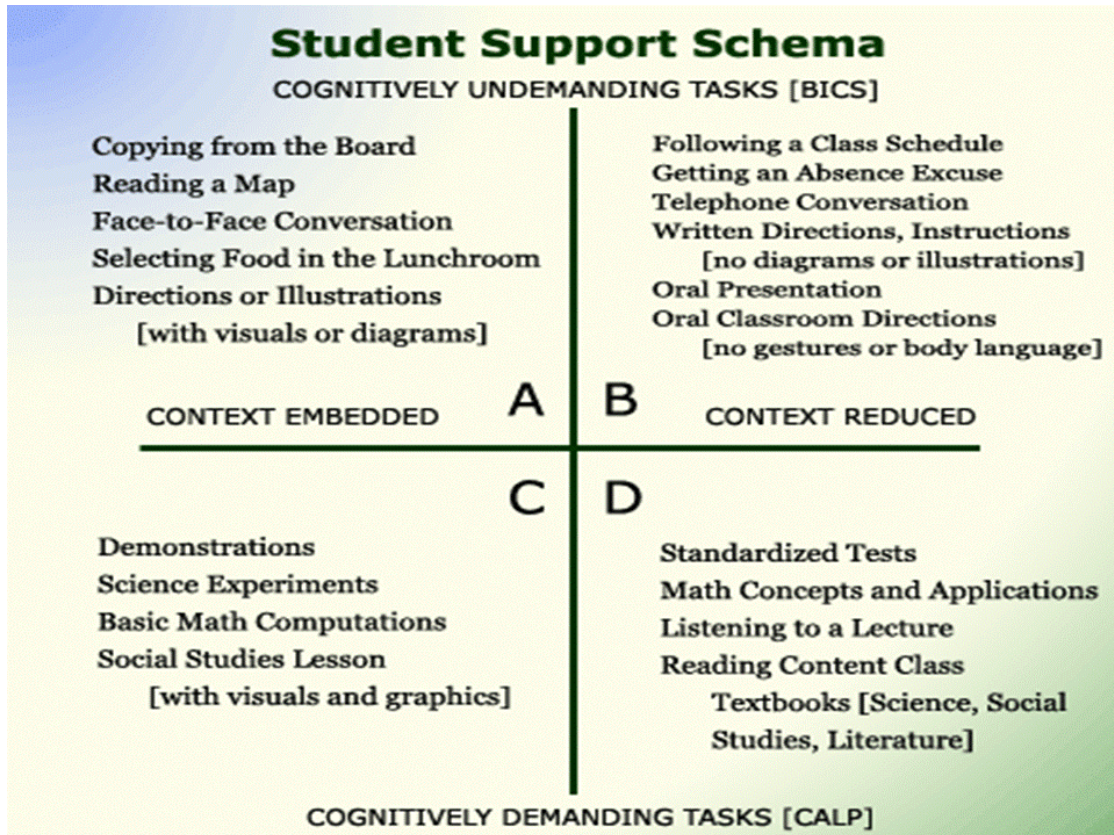 Student Support Schema
COGNITIVELY UNDEMANDING TASKS [BICS]
Copying from the Board
Reading a Map
Face-to-Face Conversation
Selecting Food in the Lunchroom
Directions or Illustrations
[with visuals or diagrams]
CONTEXT EMBEDDED
A
Following a Class Schedule
Getting an Absence Excuse
Telephone Conversation
Written Directions, Instructions
[no diagrams or illustrations]
Oral Presentation
Oral Classroom Directions
[no gestures or body language]
B
CONTEXT REDUCED
C
Demonstrations
Science Experiments
Basic Math Computations
Social Studies Lesson
[with visuals and graphics]
D
Standardized Tests
Math Concepts and Applications
Listening to a Lecture
Reading Content Class
Textbooks [Science, Social
Studies, Literature]
COGNITIVELY DEMANDING TASKS [CALP]